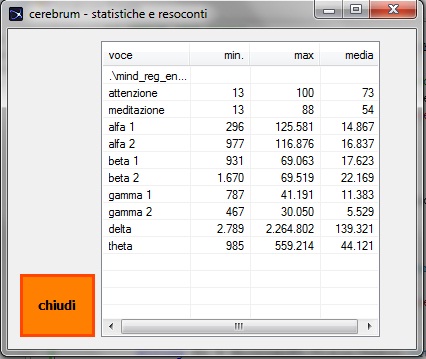 cerebrum - statistiche e resoconti
voce min. max media
.\mind_reg_en...
attenzione 13 100 73
meditazione 13 88 54
alfa 1 296 125.581 14.867
alfa 2 977 116.876 16.837
beta 1 931 69.063 17.623
beta 2 1.670 69.519 22.169
gamma 1 787 41.191 11.383
gamma 2 467 30.050 5.529
delta 2.789 2.264.802 139.321
theta 985 559.214 44.121
chiudi